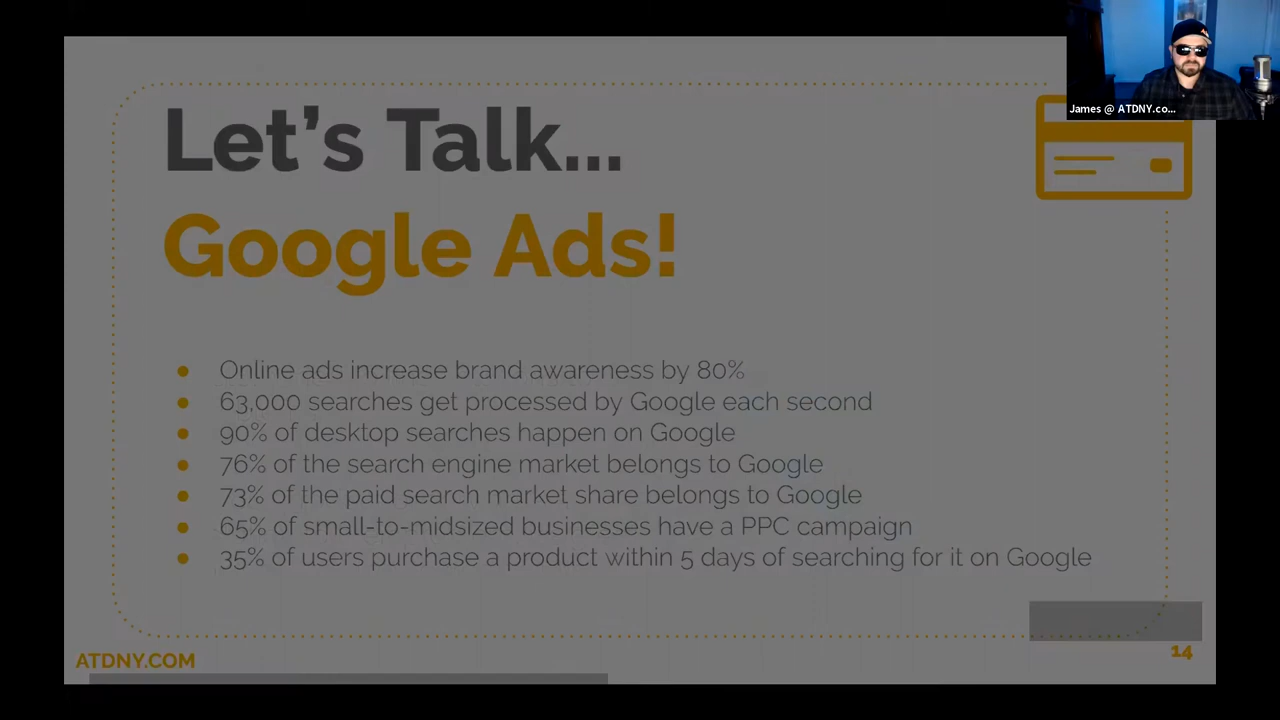 James @ ATDNY.co...
Let's Talk...
Google Ads!
Online ads increase brand awareness by 80%
63,000 searches get processed by Google each second
90% of desktop searches happen on Google
76% of the search engine market belongs to Google
73% of the paid search market share belongs to Google
65% of small-to-midsized businesses have a PPC campaign
35% of users purchase a product within 5 days of searching for it on Google
ATDNY.COM
14